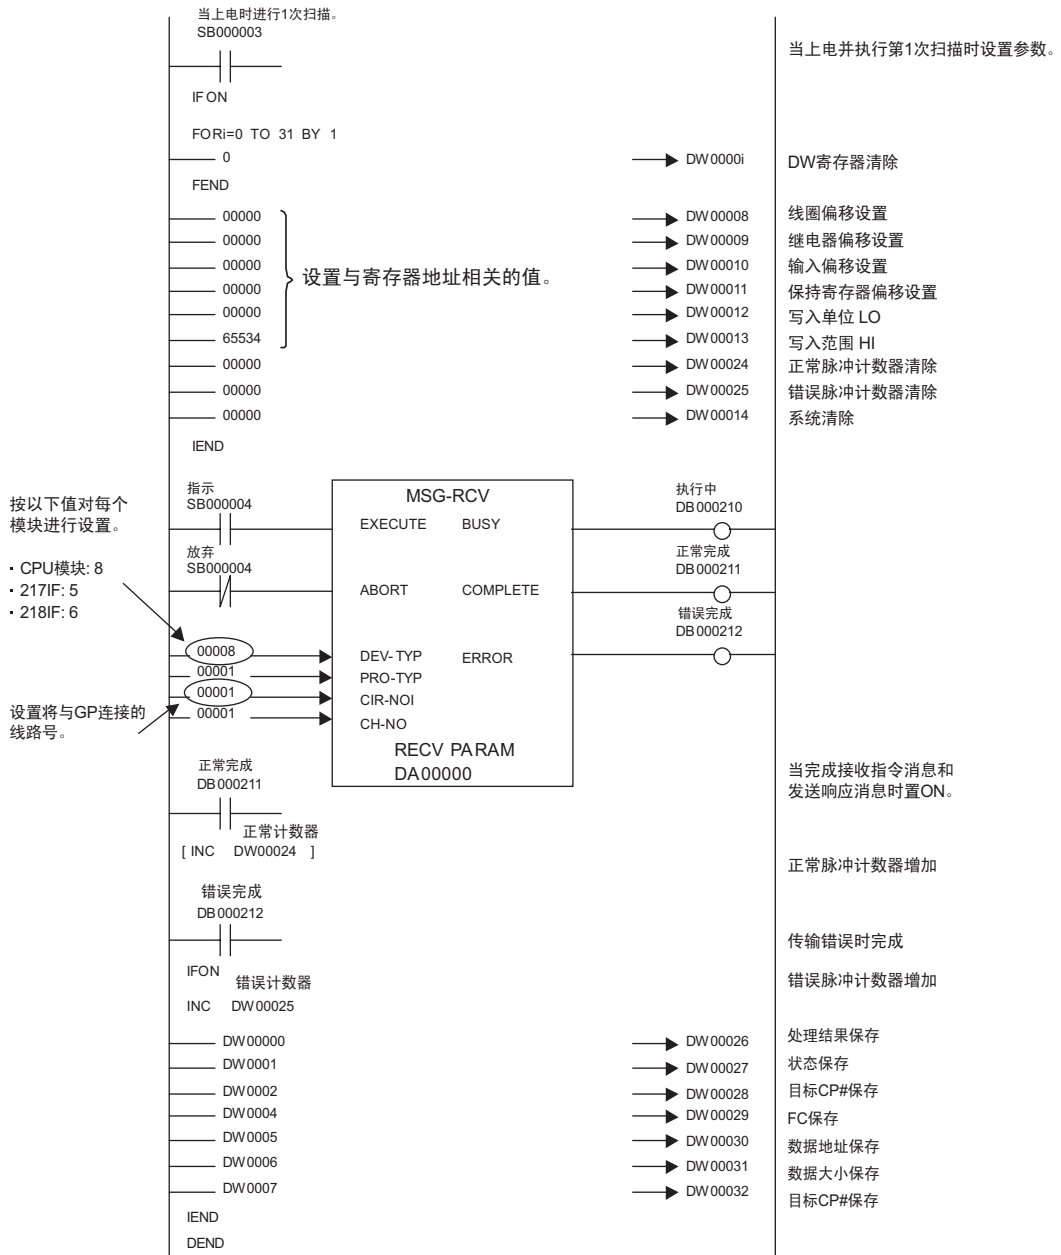 当上电时进行1次扫描。
SB000003
当上电并执行第1次扫描时设置参数。
IFON
FORi=0 TO 31 BY 1
0 DW0000i DW寄存器清除
FEND
00000 DW00008 线圈偏移设置
00000 DW00009 继电器偏移设置
00000 DW00010 输入偏移设置
设置与寄存器地址相关的值。
00000 DW00011 保持寄存器偏移设置
00000 DW00012 写入单位 LO
65534 DW00013 写入范围 HI
00000 DW00024 正常脉冲计数器清除
00000 DW00025 错误脉冲计数器清除
00000 DW00014 系统清除
IEND
按以下值对每个
模块进行设置。
· CPU模块: 8
· 217IF: 5
· 218IF: 6
指示
SB000004
MSG-RCV
EXECUTE BUSY
执行中
DB000210
放弃
SB000004
ABORT COMPLETE
正常完成
DB000211
错误完成
DB000212
00008 DEV-TYP ERROR
00001 PRO-TYP
00001 CIR-NOI
00001 CH-NO
设置将与GP连接的
线路号。
RECV PARAM
DA00000
正常完成
DB000211
当完成接收指令消息和
发送响应消息时置ON。
正常计数器
[ INC DW00024 ]
正常脉冲计数器增加
错误完成
DB000212
传输错误时完成
IFON
错误计数器
错误脉冲计数器增加
INC DW00025
DW00000 DW00026 处理结果保存
DW0001 DW00027 状态保存
DW0002 DW00028 目标CP#保存
DW0004 DW00029 FC保存
DW0005 DW00030 数据地址保存
DW0006 DW00031 数据大小保存
DW0007 DW00032 目标CP#保存
IEND
DEND